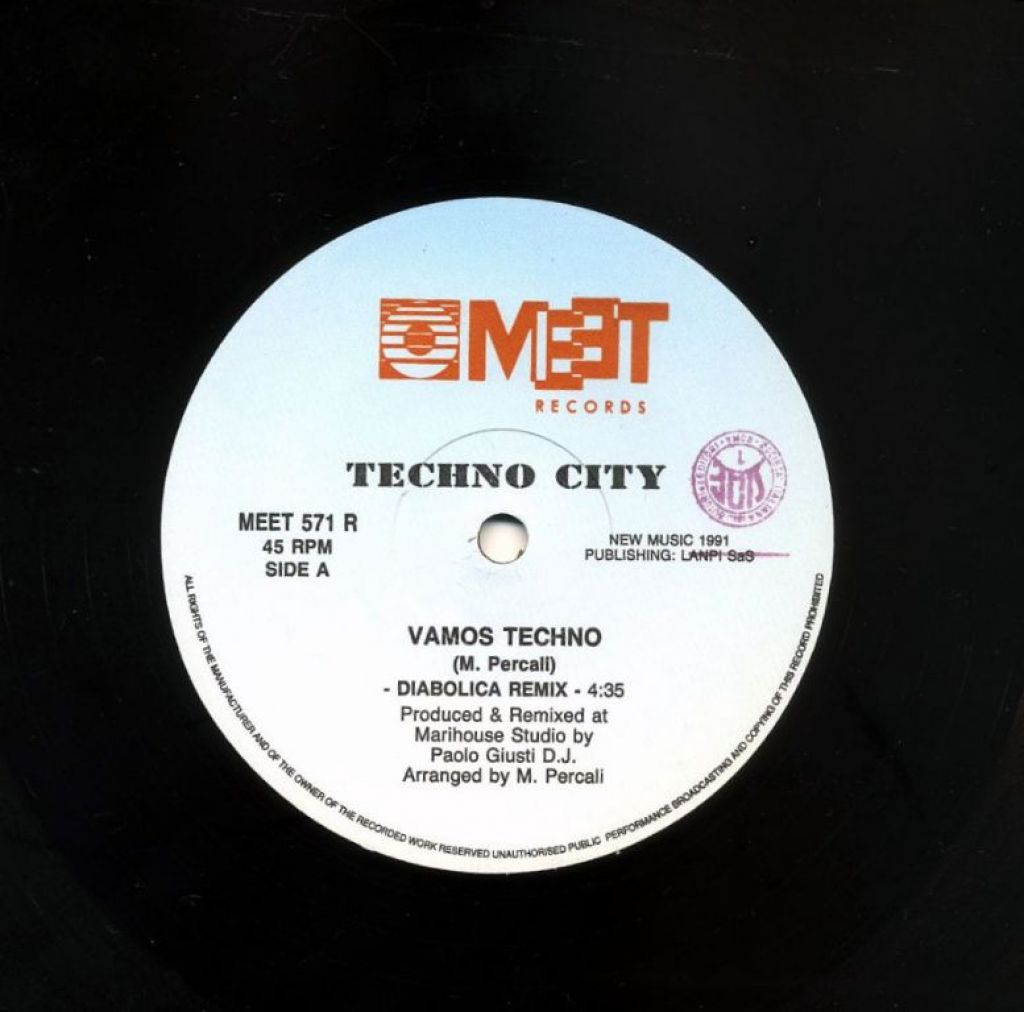 MEET
RECORDS
TECHNO CITY
MEET 571 R
45 RPM
SIDE A
NEW MUSIC 1991
PUBLISHING: LANPI SaS
VAMOS TECHNO
(M. Percali)
- DIABOLICA REMIX - 4:35
Produced & Remixed at
Marihouse Studio by
Paolo Giusti D.J.
Arranged by M. Percali
ALL RIGHTS OF THE MANUFACTURER AND OF THE OWNER OF THE RECORDED WORK RESERVED UNAUTHORISED PUBLIC PERFORMANCE BROADCASTING AND COPYING OF THIS RECORD PROHIBITED